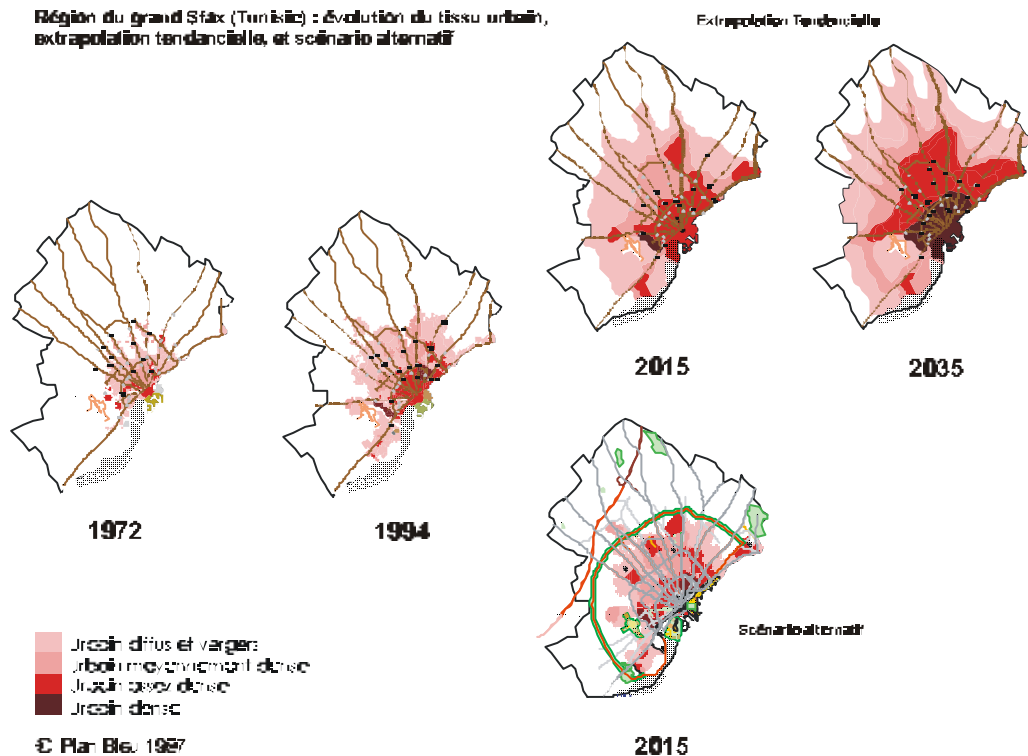 Région du grand Sfax (Tunisie) : évolution du tissu urbain,
extrapolation tendancielle, et scénario alternatif
Extrapolation Tendancielle
2015
2035
1972
1994
Scénario alternatif
Urbain diffus et vergers
Urbain moyennement dense
Urbain assez dense
Urbain dense
© Plan Bleu 1997
2015